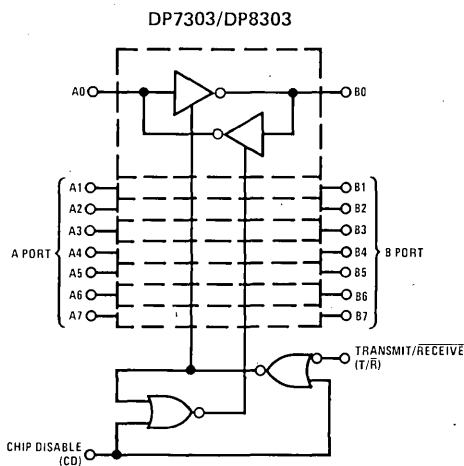 DP7303/DP8303
A0
B0
A1
B1
A2
B2
A3
B3
A PORT
A4
B4
B PORT
A5
B5
A6
B6
A7
B7
TRANSMIT/RECEIVE
(T/R)
CHIP DISABLE
(CD)